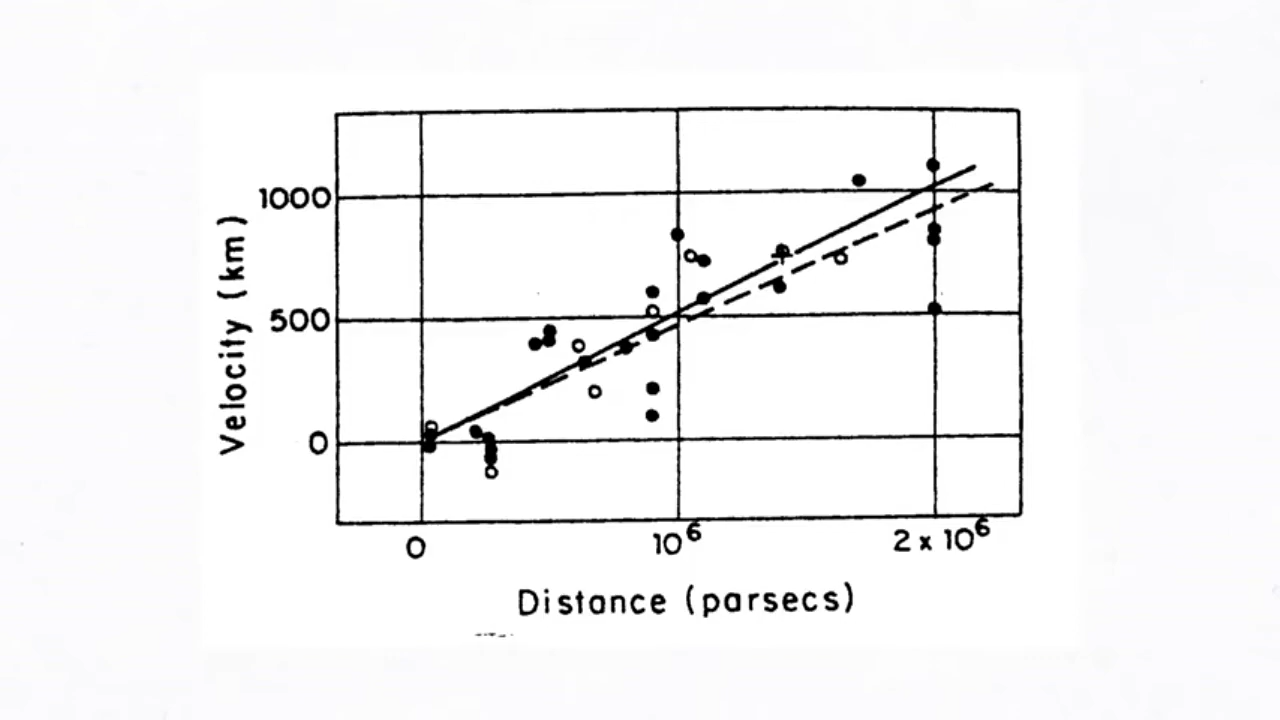 Velocity (km)
1000
500
0
0 10⁶ 2 x 10⁶
Distance (parsecs)